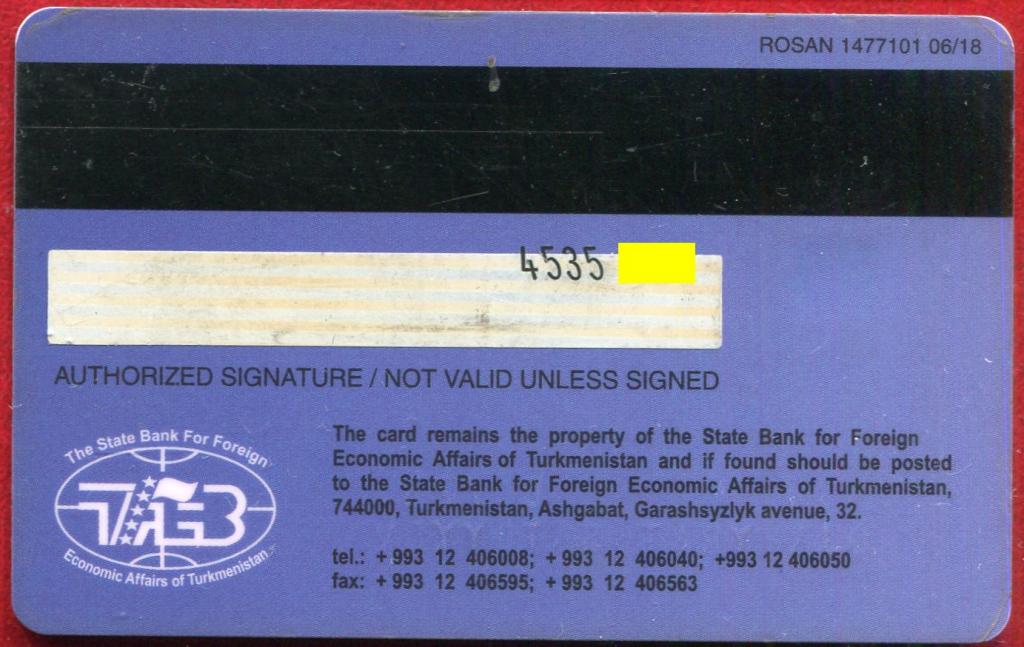 ROSAN 1477101 06/18
4535
AUTHORIZED SIGNATURE / NOT VALID UNLESS SIGNED
The State Bank For Foreign
Economic Affairs of Turkmenistan
The card remains the property of the State Bank for Foreign
Economic Affairs of Turkmenistan and if found should be posted
to the State Bank for Foreign Economic Affairs of Turkmenistan,
744000, Turkmenistan, Ashgabat, Garashsyzlyk avenue, 32.
tel.: + 993 12 406008; + 993 12 406040; +993 12 406050
fax: + 993 12 406595; + 993 12 406563